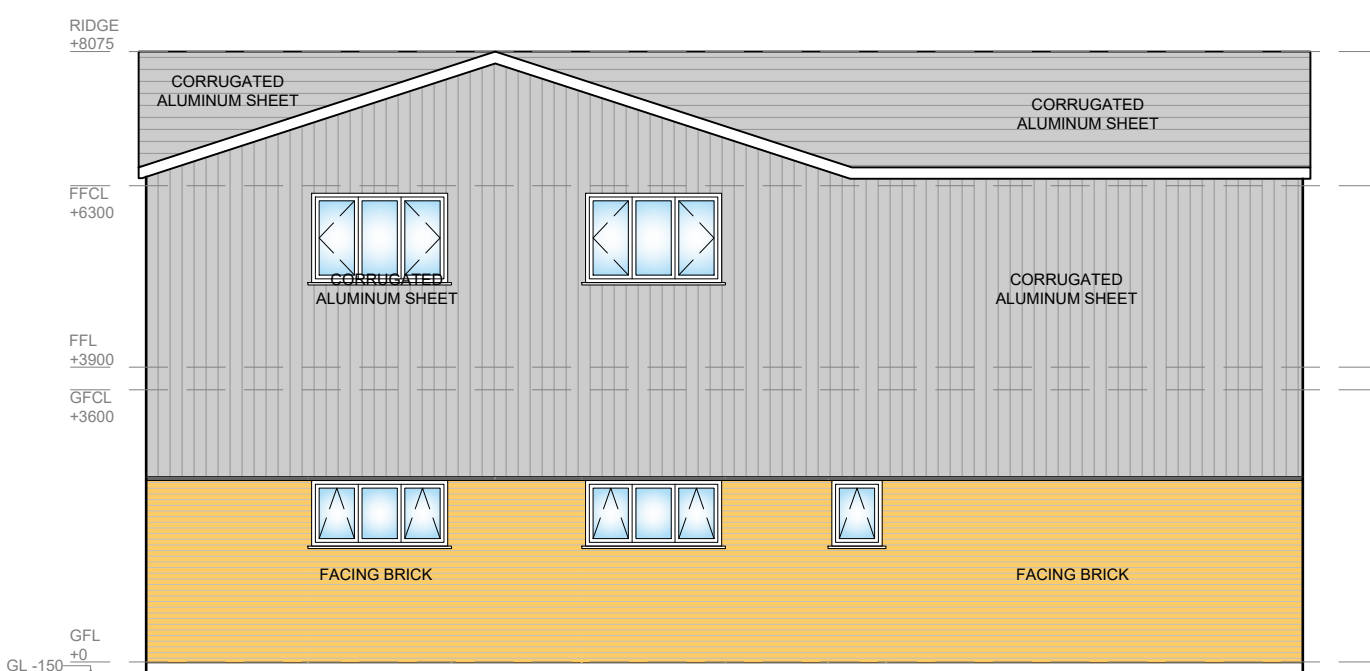 RIDGE
+8075
CORRUGATED
ALUMINUM SHEET
CORRUGATED
ALUMINUM SHEET
FFCL
+6300
CORRUGATED
ALUMINUM SHEET
CORRUGATED
ALUMINUM SHEET
FFL
+3900
GFCL
+3600
FACING BRICK
FACING BRICK
GFL
+0
GL -150